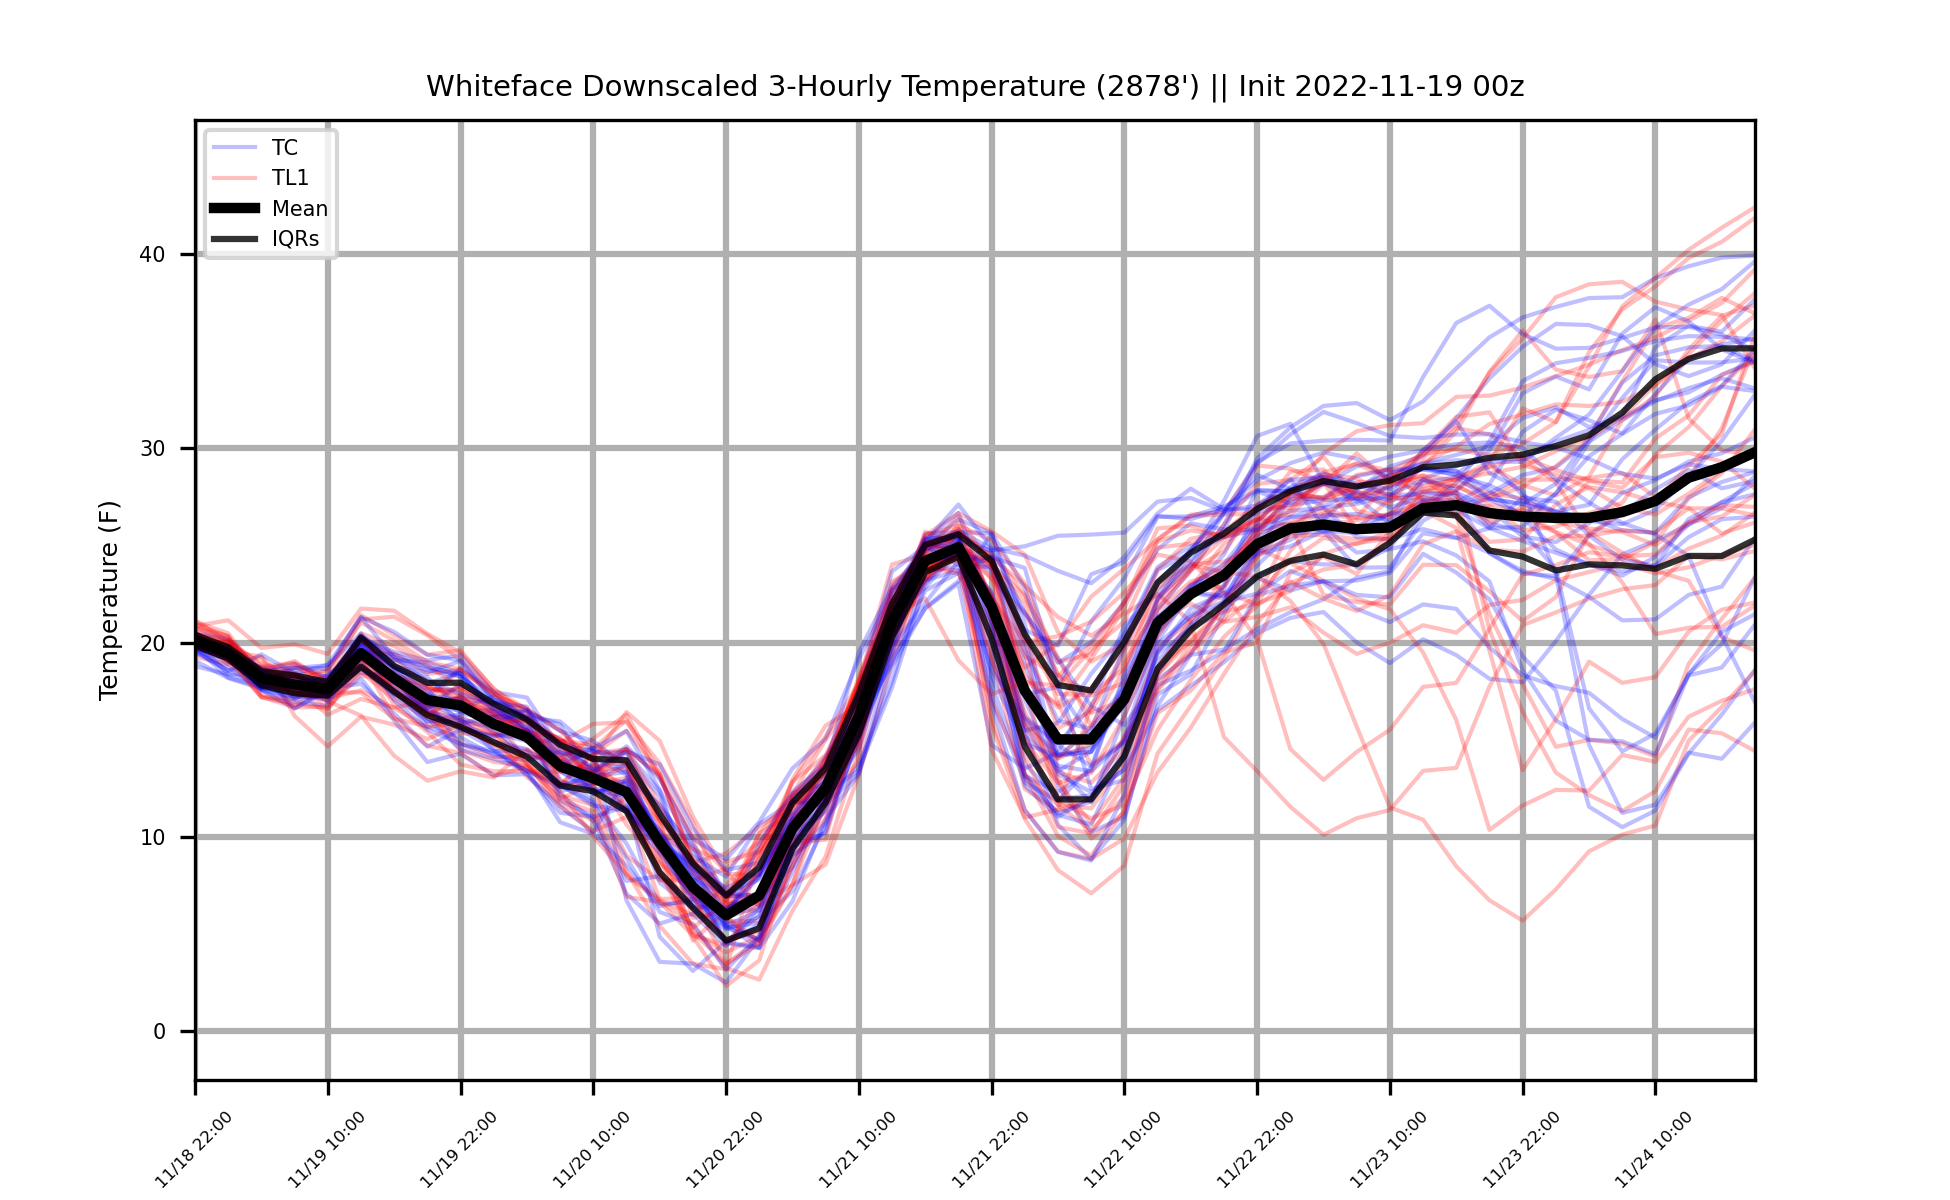 Whiteface Downscaled 3-Hourly Temperature (2878') || Init 2022-11-19 00z
TC
TL1
Mean
IQRs
Temperature (F)
40
30
20
10
0
11/18 22:00
11/19 10:00
11/19 22:00
11/20 10:00
11/20 22:00
11/21 10:00
11/21 22:00
11/22 10:00
11/22 22:00
11/23 10:00
11/23 22:00
11/24 10:00